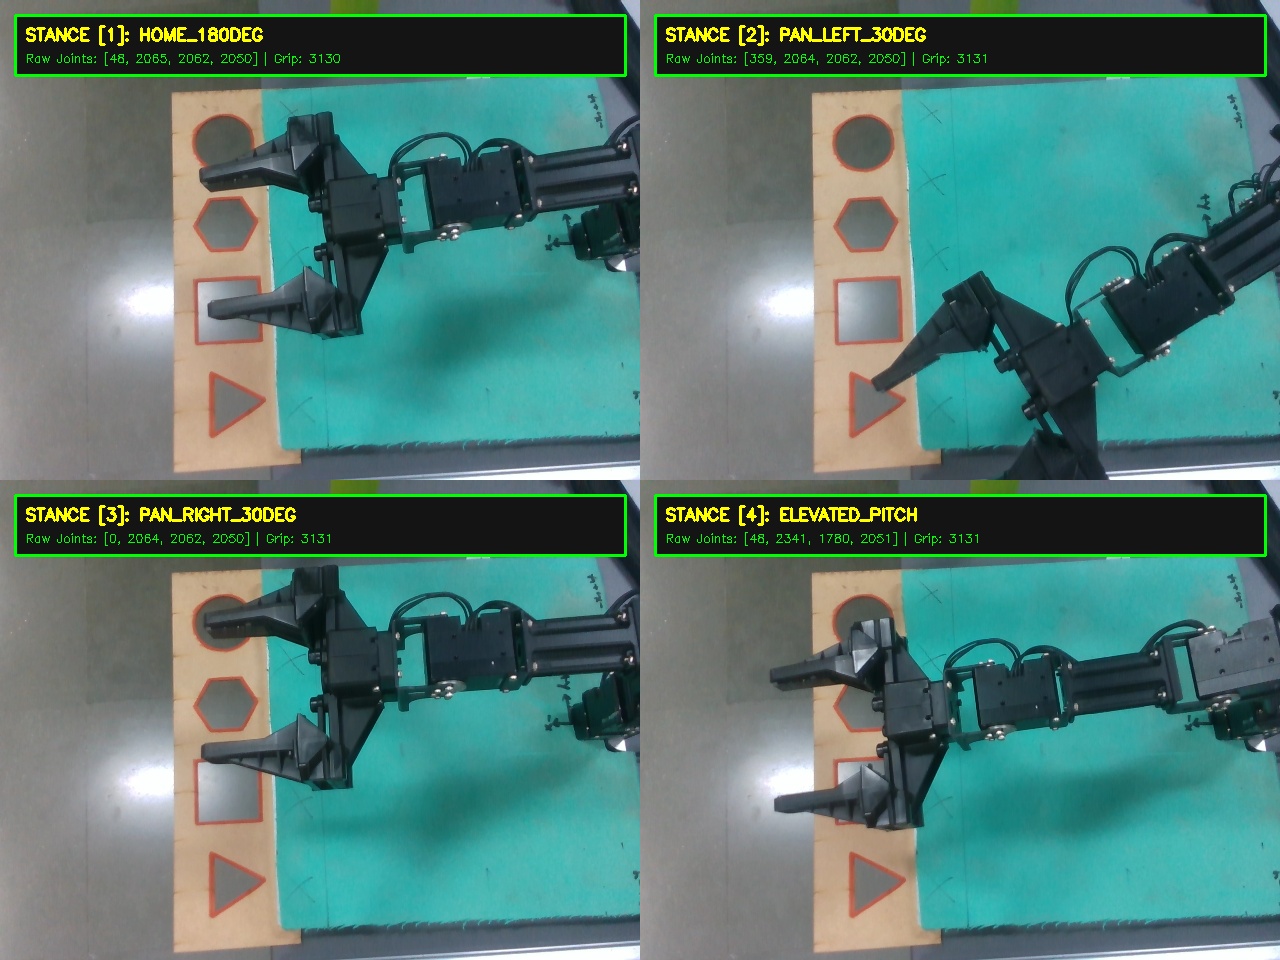 STANCE [1]: HOME_180DEG
Raw Joints: [48, 2065, 2062, 2050] | Grip: 3130
STANCE [2]: PAN_LEFT_30DEG
Raw Joints: [359, 2064, 2062, 2050] | Grip: 3131
STANCE [3]: PAN_RIGHT_30DEG
Raw Joints: [0, 2064, 2062, 2050] | Grip: 3131
STANCE [4]: ELEVATED_PITCH
Raw Joints: [48, 2341, 1780, 2051] | Grip: 3131